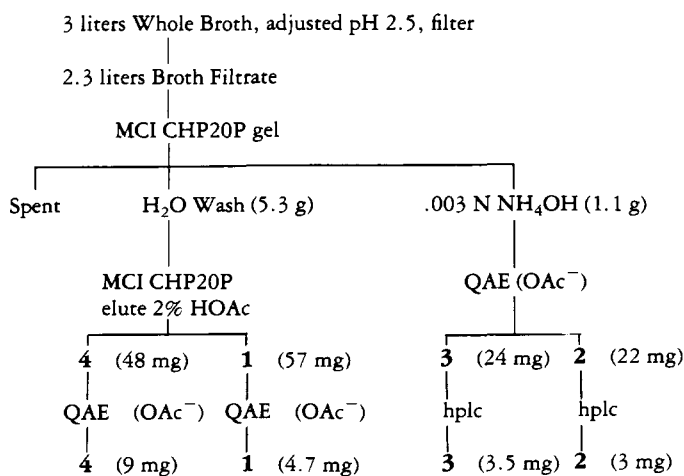 3 liters Whole Broth, adjusted pH 2.5, filter
2.3 liters Broth Filtrate
MCI CHP20P gel
Spent H₂O Wash (5.3 g) .003 N NH₄OH (1.1 g)
MCI CHP20P QAE (OAc⁻)
elute 2% HOAc
4 (48 mg) 1 (57 mg) 3 (24 mg) 2 (22 mg)
QAE (OAc⁻) QAE (OAc⁻) hplc hplc
4 (9 mg) 1 (4.7 mg) 3 (3.5 mg) 2 (3 mg)